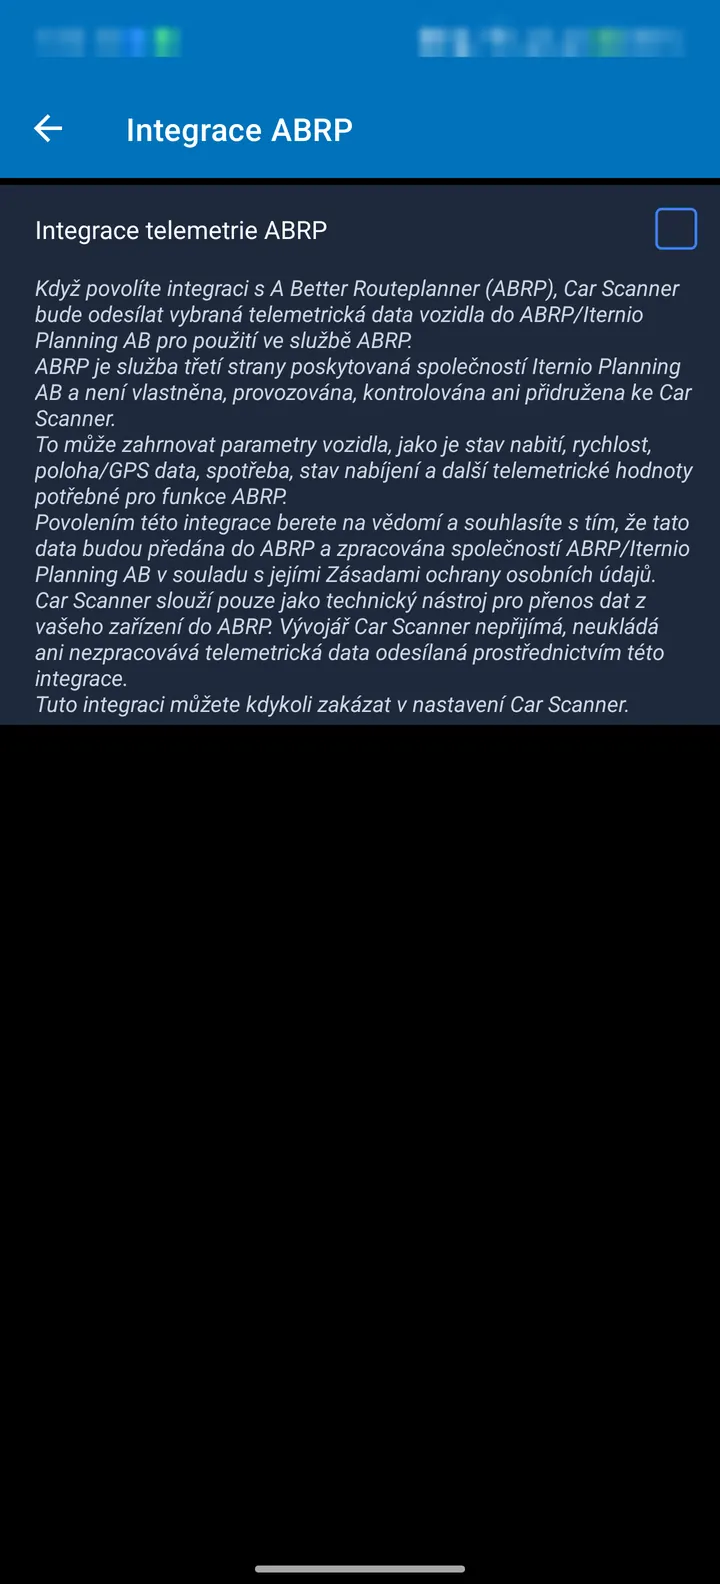 Integrace ABRP
Integrace telemetrie ABRP
Když povolíte integraci s A Better Routeplanner (ABRP), Car Scanner
bude odesílat vybraná telemetrická data vozidla do ABRP/Iternio
Planning AB pro použití ve službě ABRP.
ABRP je služba třetí strany poskytovaná společností Iternio Planning
AB a není vlastněna, provozována, kontrolována ani přidružena ke Car
Scanner.
To může zahrnovat parametry vozidla, jako je stav nabití, rychlost,
poloha/GPS data, spotřeba, stav nabíjení a další telemetrické hodnoty
potřebné pro funkce ABRP.
Povolením této integrace berete na vědomí a souhlasíte s tím, že tato
data budou předána do ABRP a zpracována společností ABRP/Iternio
Planning AB v souladu s jejími Zásadami ochrany osobních údajů.
Car Scanner slouží pouze jako technický nástroj pro přenos dat z
vašeho zařízení do ABRP. Vývojář Car Scanner nepřijímá, neukládá
ani nezpracovává telemetrická data odesílaná prostřednictvím této
integrace.
Tuto integraci můžete kdykoli zakázat v nastavení Car Scanner.